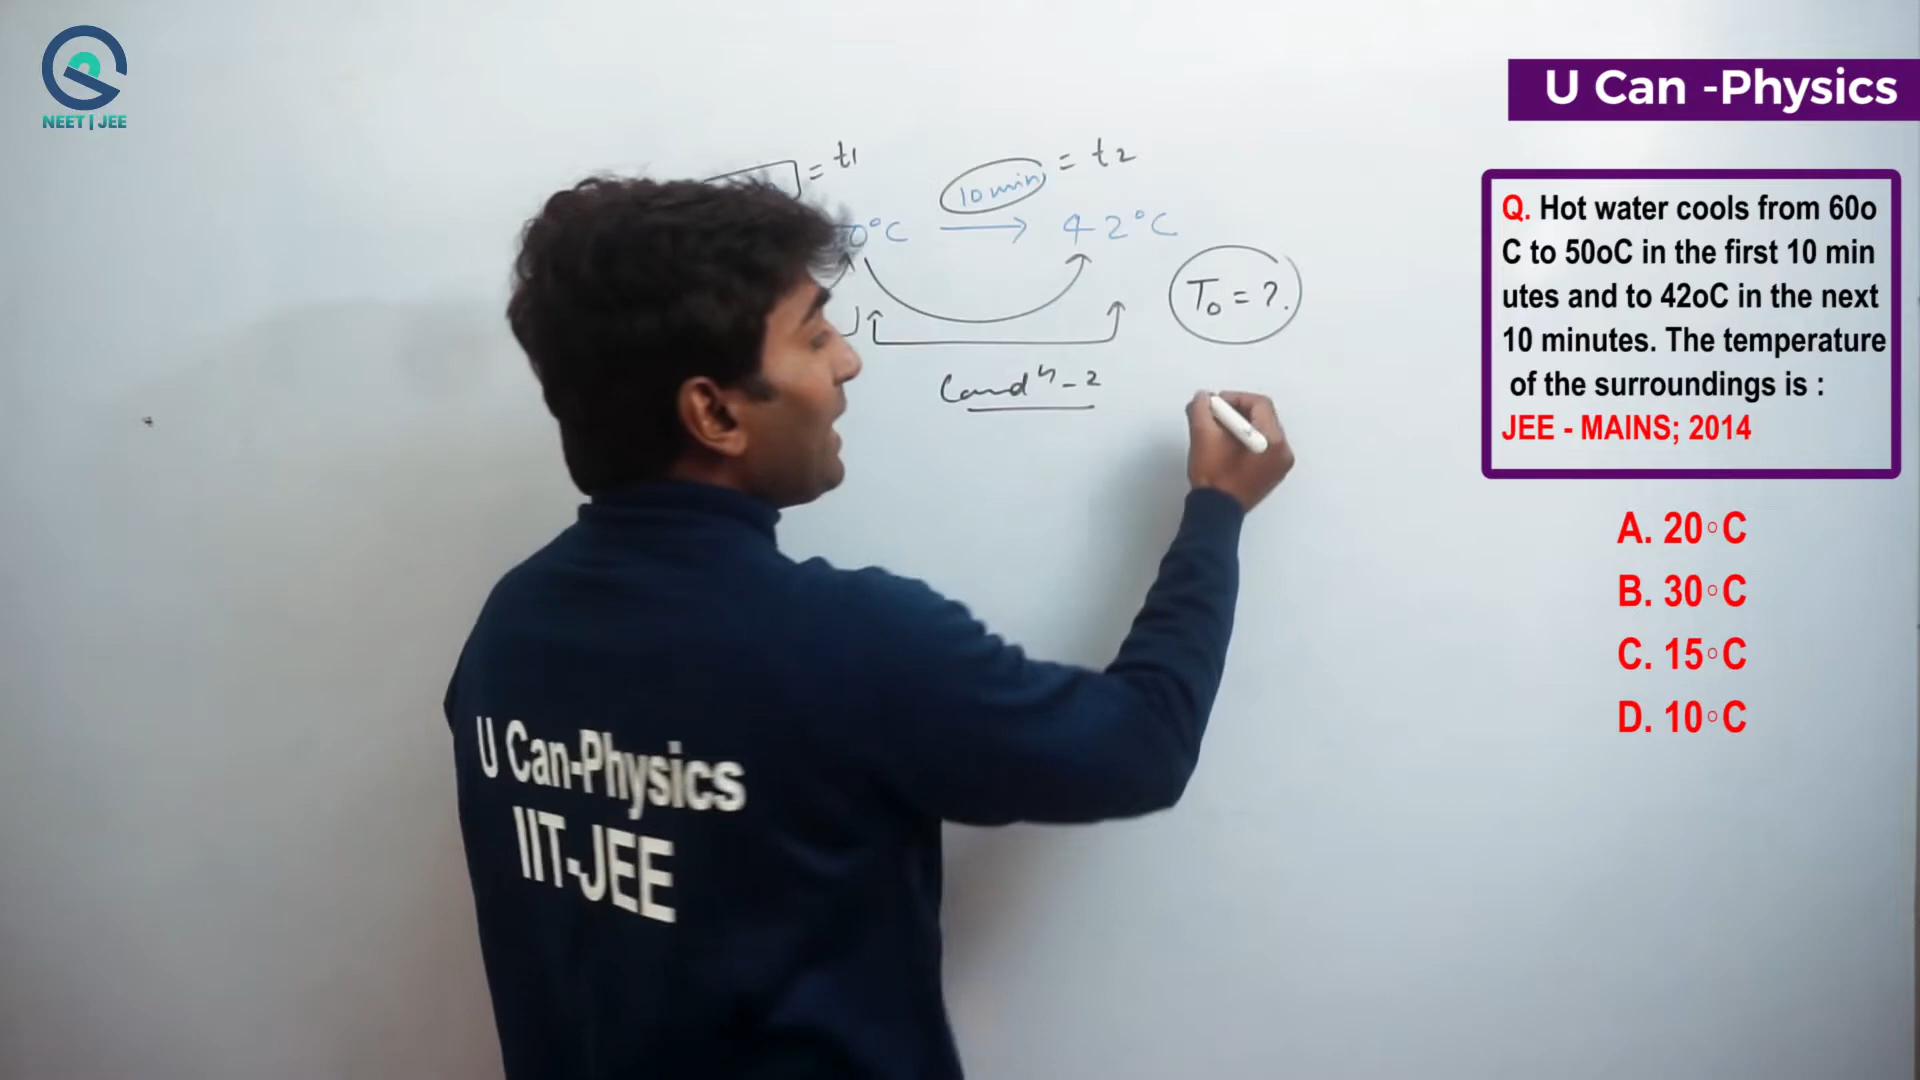 NEET | JEE
U Can -Physics
= t1
10 min = t2
0°C → 42°C
T0 = ?.
Condn - 2
Q. Hot water cools from 60o
C to 50oC in the first 10 min
utes and to 42oC in the next
10 minutes. The temperature
of the surroundings is :
JEE - MAINS; 2014
A. 20◦C
B. 30◦C
C. 15◦C
D. 10◦C
U Can-Physics
IIT-JEE